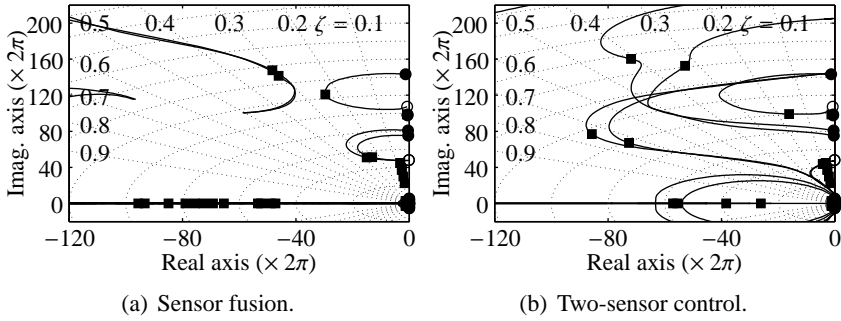 0.5 0.4 0.3 0.2 ζ = 0.1
0.6
0.7
0.8
0.9
200
160
120
80
40
0
−120 −80 −40 0
Imag. axis (× 2π)
Real axis (× 2π)
(a) Sensor fusion.
0.5 0.4 0.3 0.2 ζ = 0.1
0.6
0.7
0.8
0.9
200
160
120
80
40
0
−120 −80 −40 0
Imag. axis (× 2π)
Real axis (× 2π)
(b) Two-sensor control.